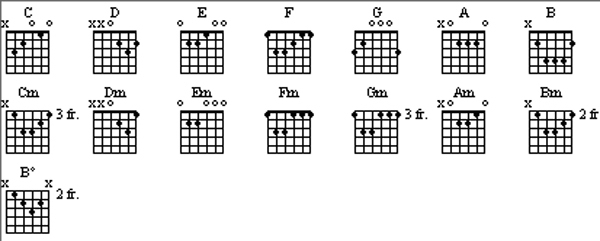 C D E F G A B
x o o x x o o o o o o o x o o x
Cm Dm Em Fm Gm Am Bm
x 3 fr. x x o o o o o 3 fr. x o o x 2 fr
B°
x x 2 fr.